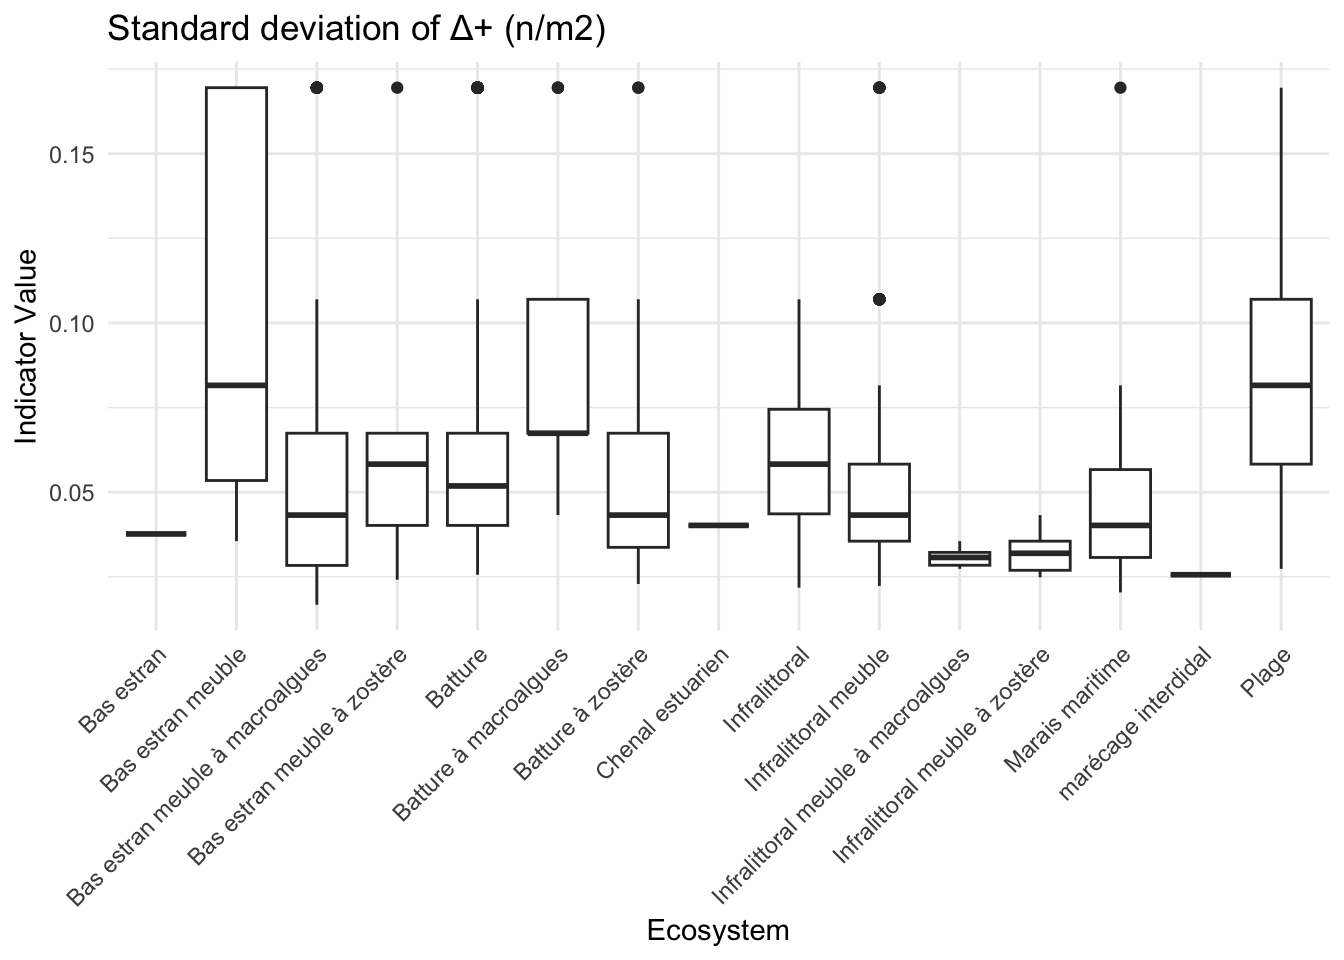 Standard deviation of Δ+ (n/m2)
Indicator Value
0.15
0.10
0.05
Bas estran
Bas estran meuble
Bas estran meuble à macroalgues
Bas estran meuble à zostère
Batture
Batture à macroalgues
Batture à zostère
Chenal estuarien
Infralittoral
Infralittoral meuble
Infralittoral meuble à macroalgues
Infralittoral meuble à zostère
Marais maritime
marécage interdidal
Plage
Ecosystem